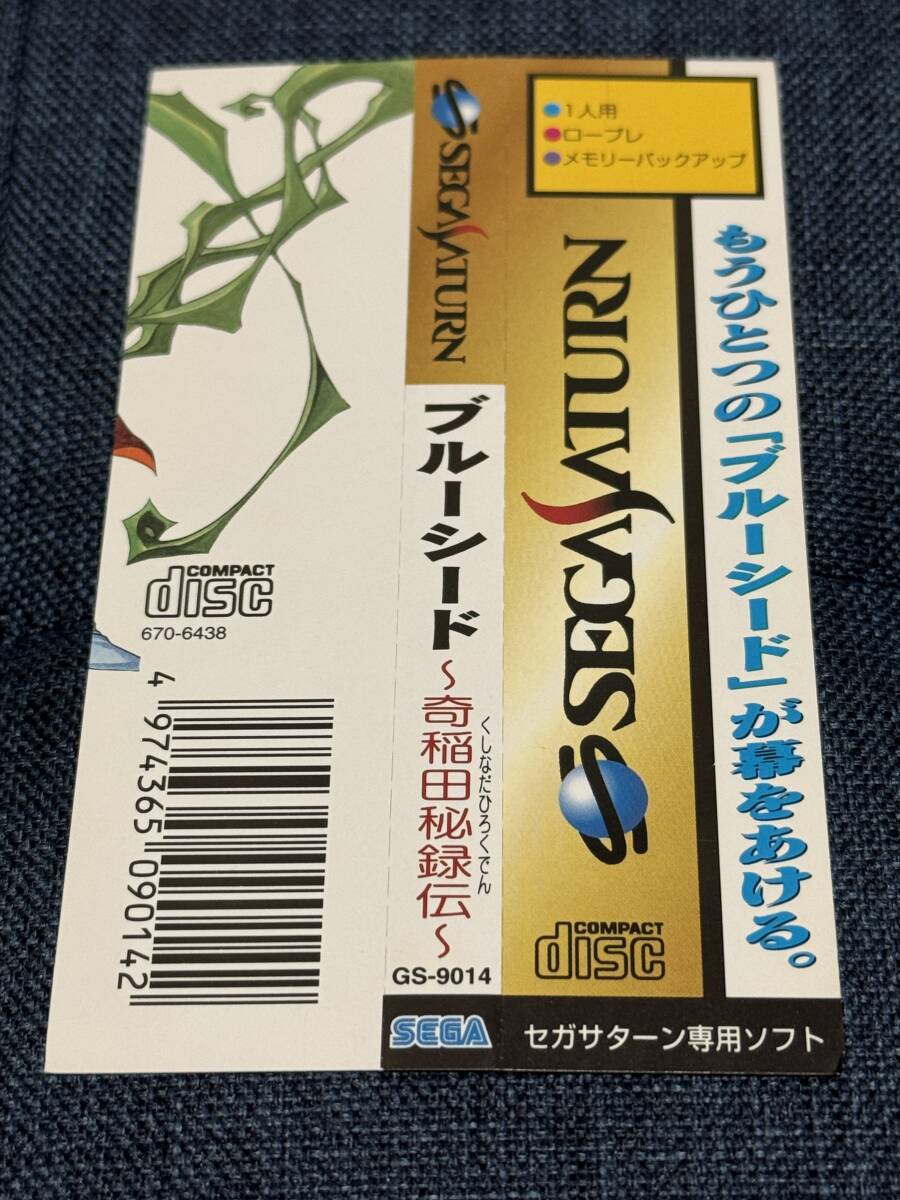 ●1人用
●ロープレ
●メモリーバックアップ
もうひとつの「ブルーシード」が幕をあける。
SEGA SATURN
COMPACT
disc
セガサターン専用ソフト
SEGA SATURN
ブルーシード
～奇稲田秘録伝～
くしなだひろくでん
GS-9014
SEGA
COMPACT
disc
670-6438
4 974365 090142